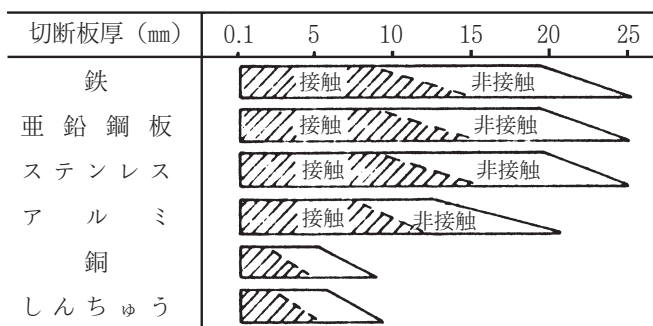 切断板厚（㎜） 0.1 5 10 15 20 25
鉄 接触 非接触
亜鉛鋼板 接触 非接触
ステンレス 接触 非接触
アルミ 接触 非接触
銅
しんちゅう